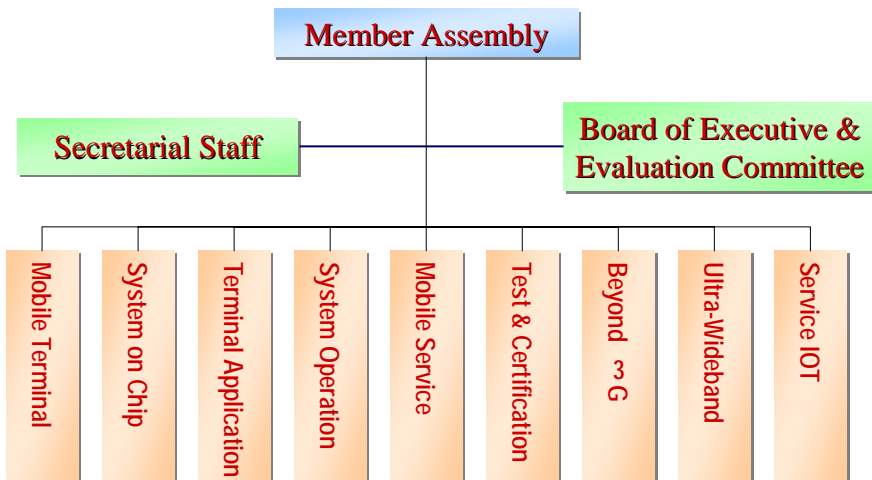 Member Assembly
Secretarial Staff
Board of Executive &
Evaluation Committee
Mobile Terminal
System on Chip
Terminal Application
System Operation
Mobile Service
Test & Certification
Beyond 3G
Ultra-Wideband
Service IOT